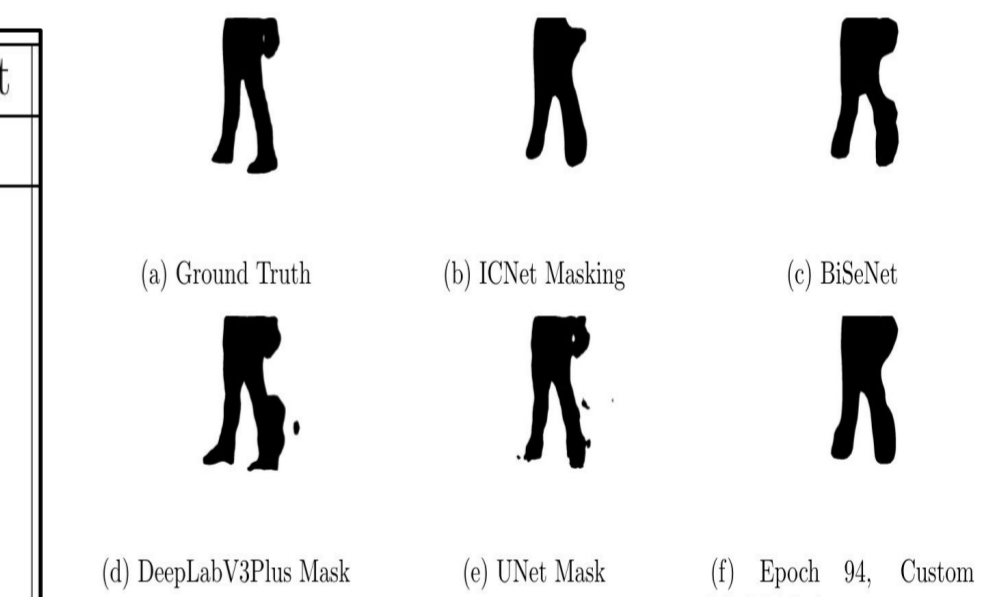 t
(a) Ground Truth
(b) ICNet Masking
(c) BiSeNet
(d) DeepLabV3Plus Mask
(e) UNet Mask
(f) Epoch 94, Custom